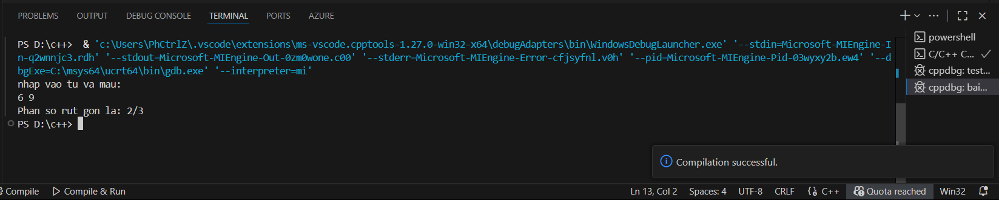 PROBLEMS OUTPUT DEBUG CONSOLE TERMINAL PORTS AZURE
PS D:\c++>  & 'c:\Users\PhCtrlZ\.vscode\extensions\ms-vscode.cpptools-1.27.0-win32-x64\debugAdapters\bin\WindowsDebugLauncher.exe' '--stdin=Microsoft-MIEngine-I
n-q2wnnjc3.rdh' '--stdout=Microsoft-MIEngine-Out-0zm0wone.c00' '--stderr=Microsoft-MIEngine-Error-cfjsyfnl.v0h' '--pid=Microsoft-MIEngine-Pid-03wyxy2b.ew4' '--d
bgExe=C:\msys64\ucrt64\bin\gdb.exe' '--interpreter=mi'
nhap vao tu va mau:
6 9
Phan so rut gon la: 2/3
PS D:\c++>
powershell
C/C++ C...
cppdbg: test...
cppdbg: bai...
Compilation successful.
Compile Compile & Run Ln 13, Col 2 Spaces: 4 UTF-8 CRLF {} C++ Quota reached Win32